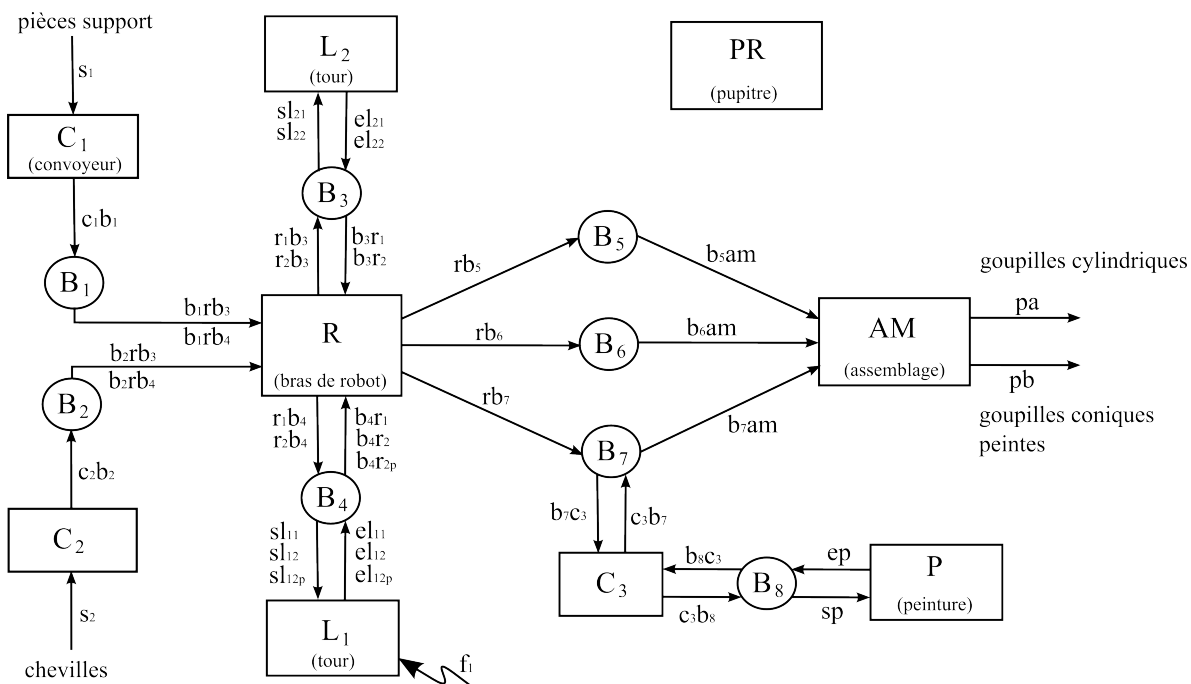 pièces support
s1
C1
(convoyeur)
c1b1
B1
b1rb3
b1rb4
b2rb3
b2rb4
B2
c2b2
C2
s2
chevilles
L2
(tour)
sl21
sl22
el21
el22
B3
r1b3
r2b3
b3r1
b3r2
R
(bras de robot)
r1b4
r2b4
b4r1
b4r2
b4r2p
B4
sl11
sl12
sl12p
el11
el12
el12p
L1
(tour)
f1
PR
(pupitre)
rb5
B5
b5am
rb6
B6
b6am
rb7
B7
b7am
b7c3
c3b7
C3
b8c3
c3b8
B8
ep
sp
P
(peinture)
AM
(assemblage)
goupilles cylindriques
pa
pb
goupilles coniques
peintes